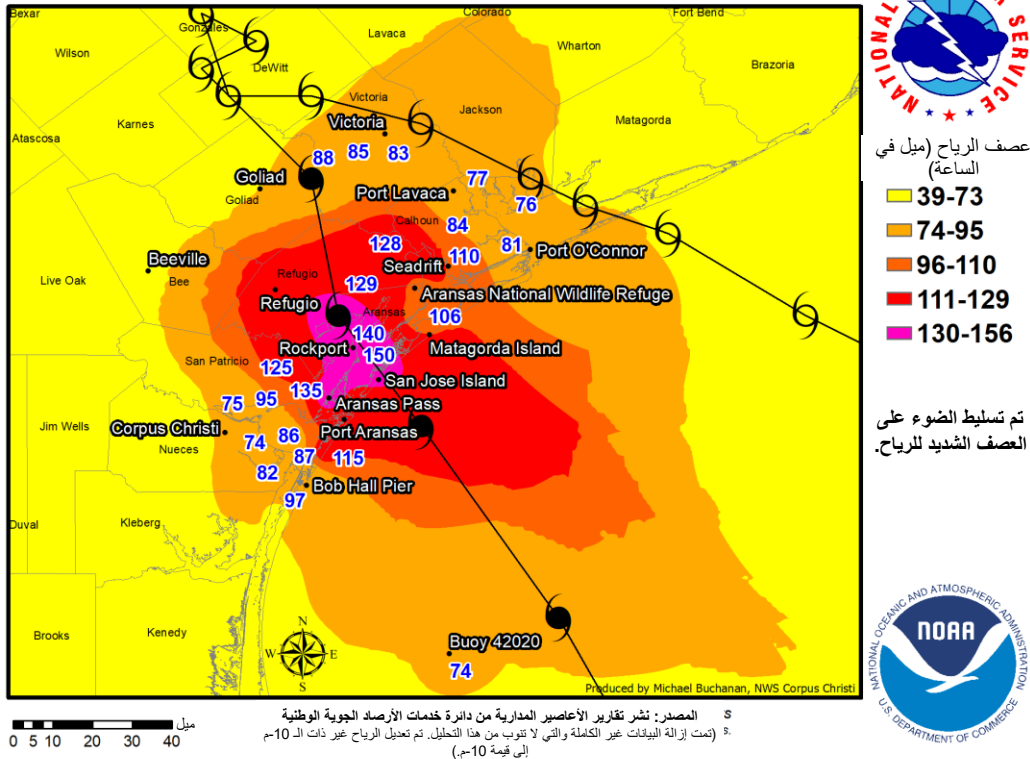 Bexar
Gonzales
Colorado
Fort Bend
Lavaca
Wilson
Wharton
DeWitt
Brazoria
Victoria
Jackson
Karnes
Victoria
Matagorda
Atascosa
88 85 83
Goliad
77
Port Lavaca
Goliad
76
Calhoun
84
128
81 Port O'Connor
110
Beeville
Seadrift
Live Oak
Bee
Refugio
129
Aransas National Wildlife Refuge
Refugio
Aransas
106
140
Rockport
Matagorda Island
150
San Patricio
125
San Jose Island
135
95
75
Aransas Pass
Jim Wells
Corpus Christi
86
Port Aransas
74
Nueces
87
115
82
Bob Hall Pier
97
Duval
Kleberg
N
Brooks
Kenedy
W E
S
Buoy 42020
74
Produced by Michael Buchanan, NWS Corpus Christi
NATIONAL
SERVICE
عصف الرياح (ميل في
الساعة)
39-73
74-95
96-110
111-129
130-156
تم تسليط الضوء على
العصف الشديد للرياح.
NATIONAL OCEANIC AND ATMOSPHERIC ADMINISTRATION
NOAA
U.S. DEPARTMENT OF COMMERCE
ميل
0 5 10 20 30 40
المصدر: نشر تقارير الأعاصير المدارية من دائرة خدمات الأرصاد الجوية الوطنية
(تمت إزالة البيانات غير الكاملة والتي لا تنوب من هذا التحليل. تم تعديل الرياح غير ذات الـ 10-م
إلى قيمة 10-م.)